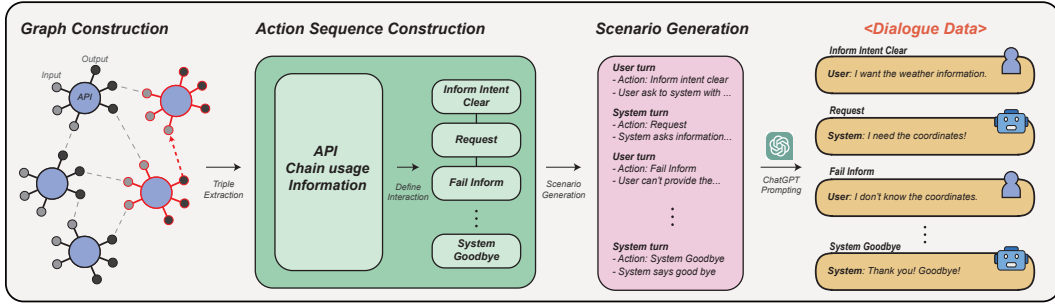 Graph Construction
Output
Input
API
Triple
Extraction
Action Sequence Construction
API
Chain usage
Information
Define
Interaction
Inform Intent
Clear
Request
Fail Inform
System
Goodbye
Scenario
Generation
Scenario Generation
User turn
- Action: Inform intent clear
- User ask to system with ...
System turn
- Action: Request
- System asks information...
User turn
- Action: Fail Inform
- User can't provide the...
System turn
- Action: System Goodbye
- System says good bye
ChatGPT
Prompting
<Dialogue Data>
Inform Intent Clear
User: I want the weather information.
Request
System: I need the coordinates!
Fail Inform
User: I don't know the coordinates.
System Goodbye
System: Thank you! Goodbye!